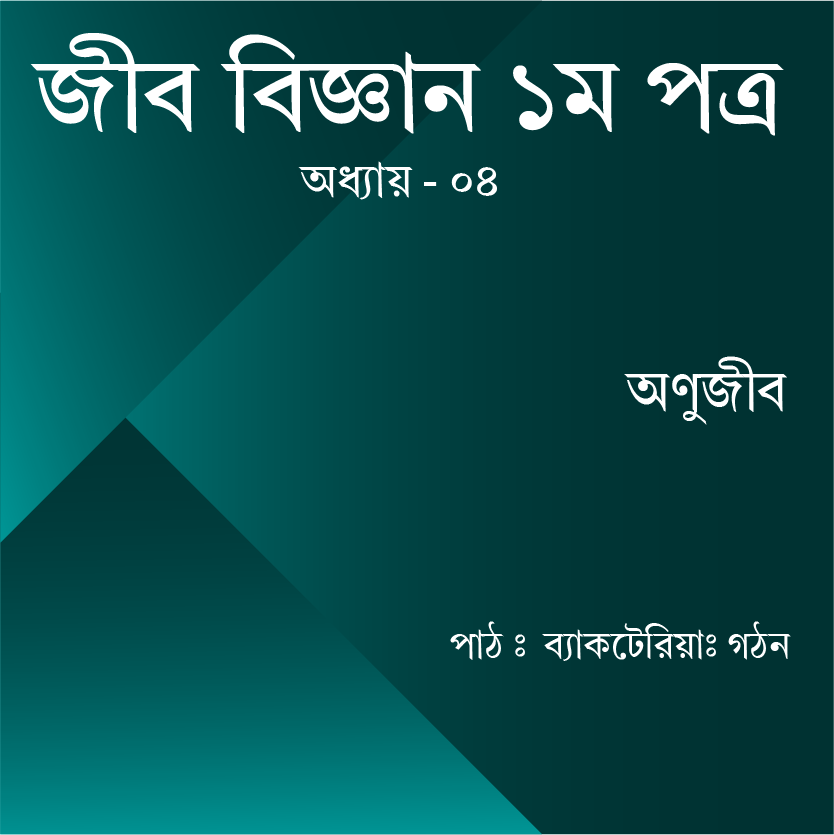 জীব বিজ্ঞান ১ম পত্র
অধ্যায় - ০৪
অণুজীব
পাঠ ঃ ব্যাকটেরিয়াঃ গঠন